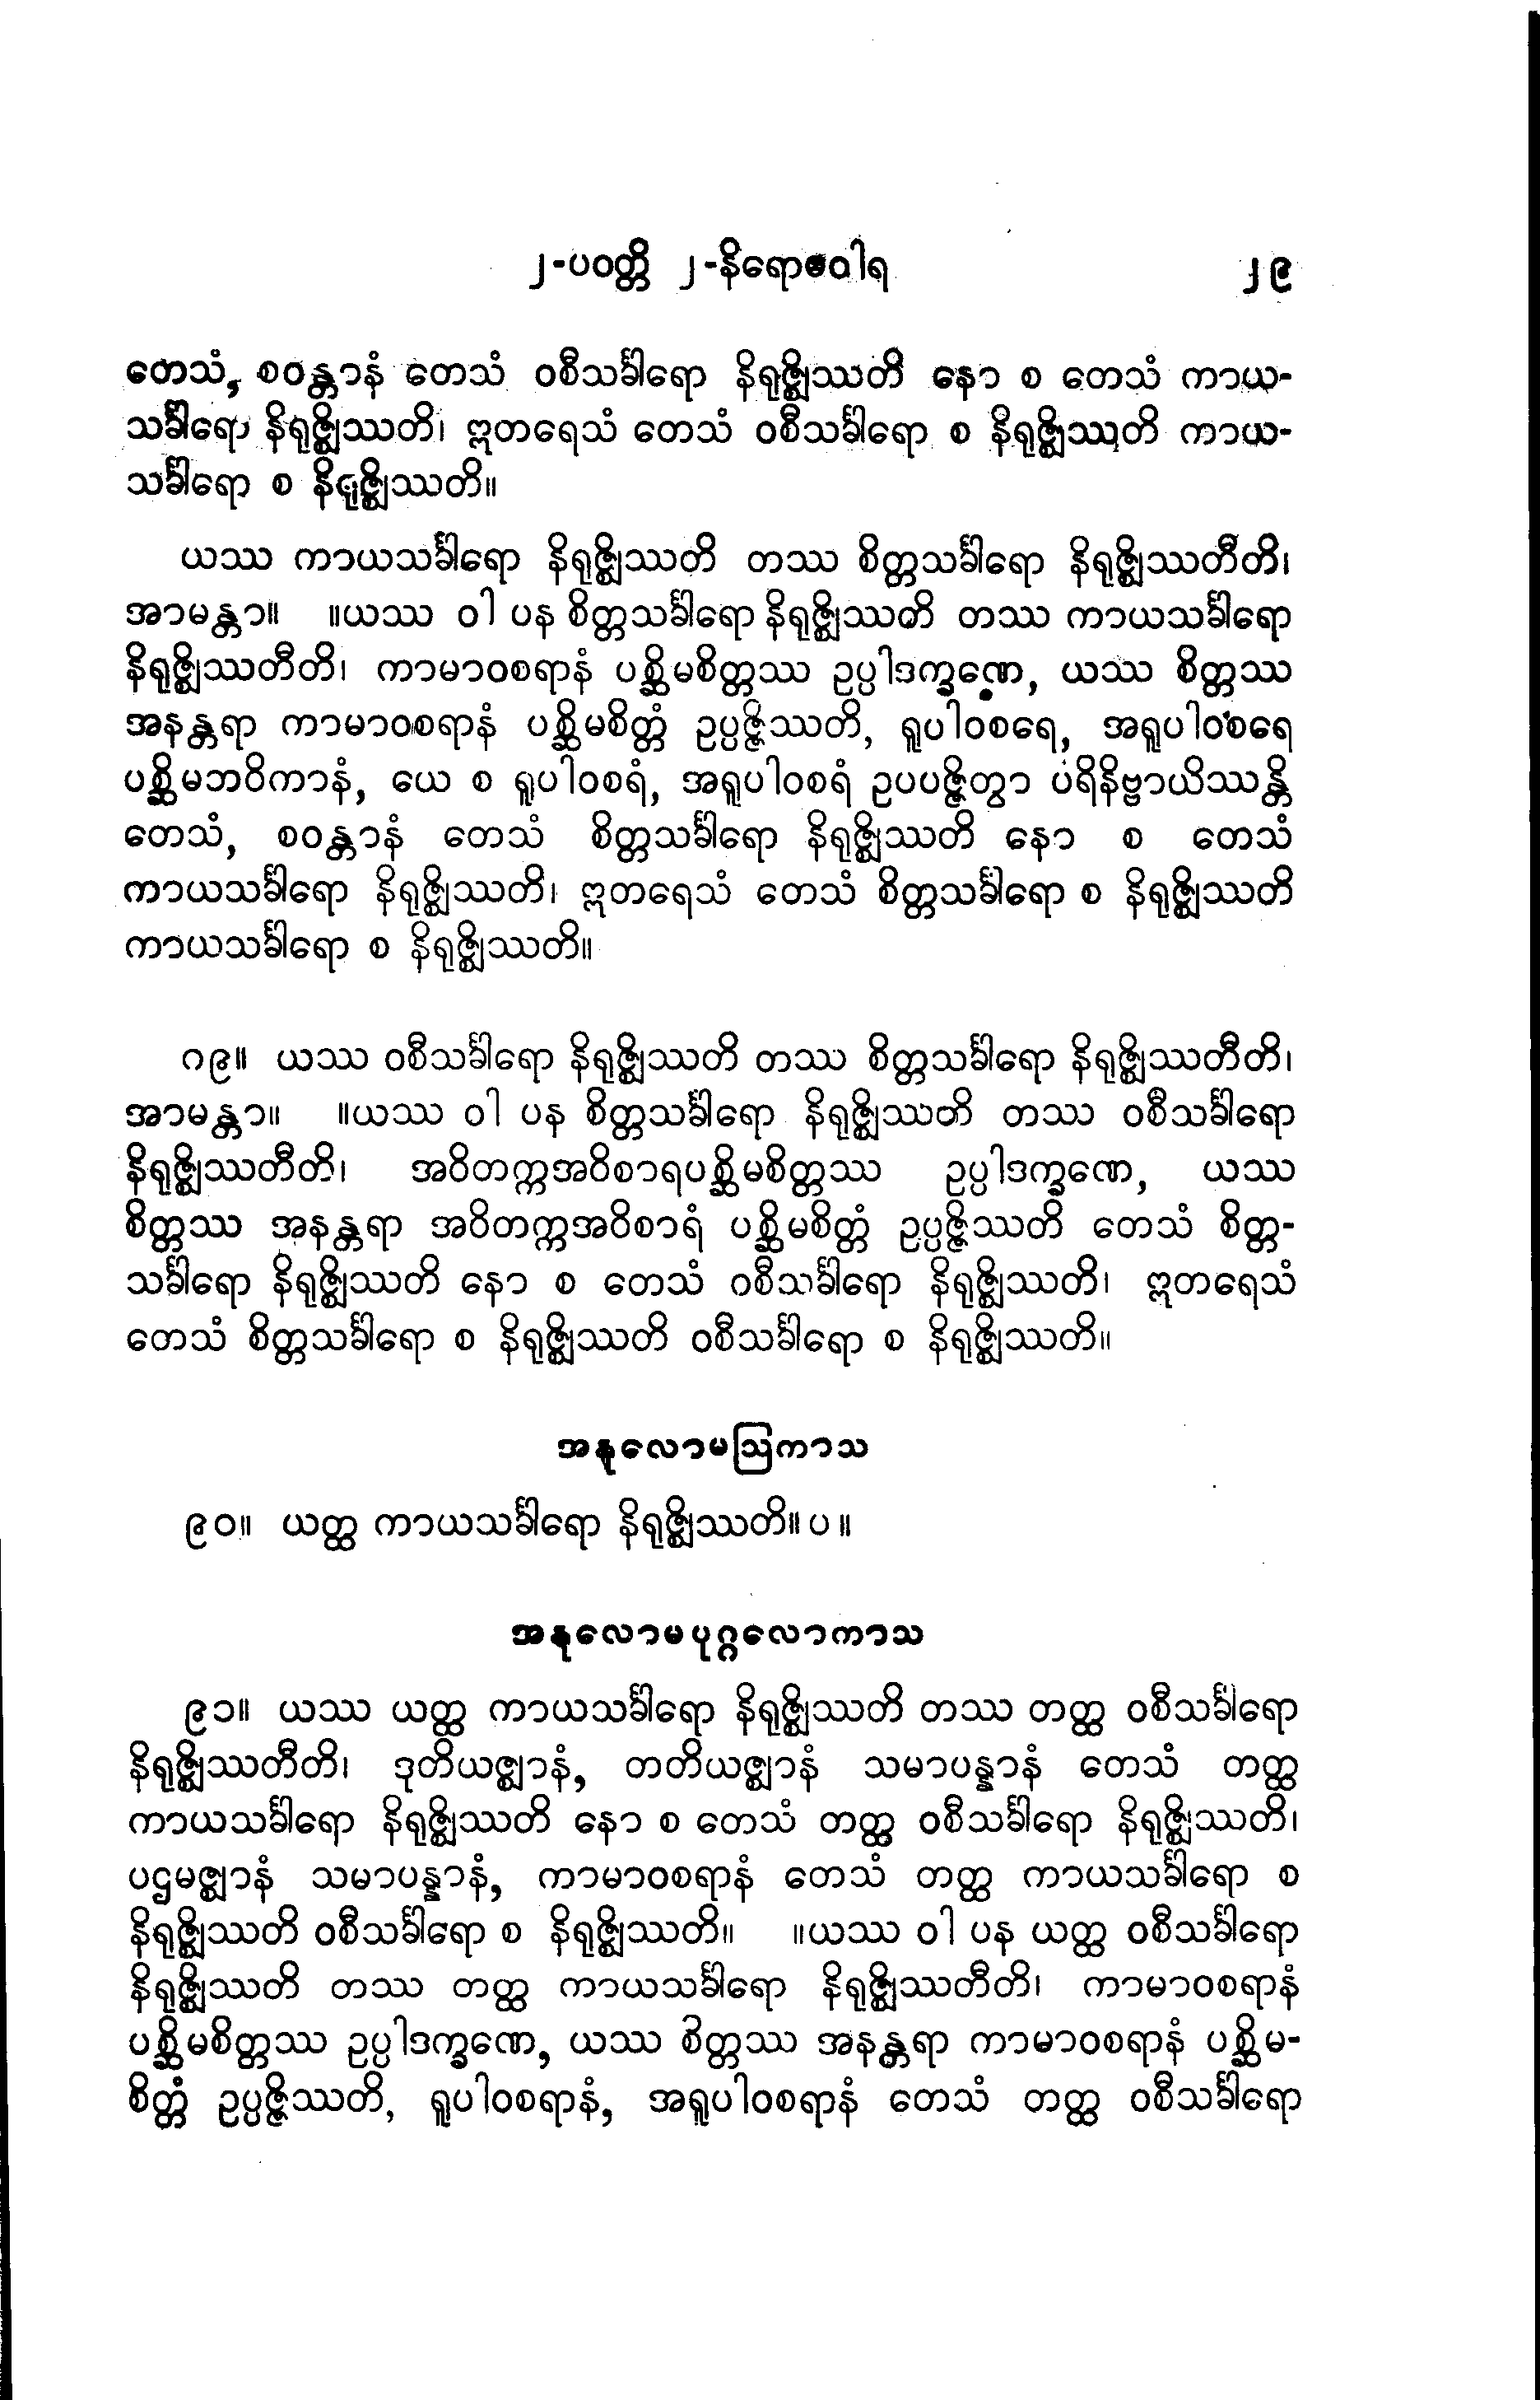 ၂-ပဝတ္တိ ၂-နိရောဓဝါရ ၂၉
တေသံ, စဝန္တာနံ တေသံ ဝစီသင်္ခါရော နိရုဇ္ဈိဿတိ နော စ တေသံ ကာယ-
သင်္ခါရော နိရုဇ္ဈိဿတိ၊ ဣတရေသံ တေသံ ဝစီသင်္ခါရော စ နိရုဇ္ဈိဿတိ ကာယ-
သင်္ခါရော စ နိရုဇ္ဈိဿတိ။
ယဿ ကာယသင်္ခါရော နိရုဇ္ဈိဿတိ တဿ စိတ္တသင်္ခါရော နိရုဇ္ဈိဿတီတိ၊
အာမန္တာ။ ။ယဿ ဝါ ပန စိတ္တသင်္ခါရော နိရုဇ္ဈိဿတိ တဿ ကာယသင်္ခါရော
နိရုဇ္ဈိဿတီတိ၊ ကာမာဝစရာနံ ပစ္ဆိမစိတ္တဿ ဥပ္ပါဒက္ခဏေ, ယဿ စိတ္တဿ
အနန္တရာ ကာမာဝစရာနံ ပစ္ဆိမစိတ္တံ ဥပ္ပဇ္ဇိဿတိ, ရူပါဝစရေ, အရူပါဝစရေ
ပစ္ဆိမဘဝိကာနံ, ယေ စ ရူပါဝစရံ, အရူပါဝစရံ ဥပပဇ္ဇိတွာ ပရိနိဗ္ဗာယိဿန္တိ
တေသံ, စဝန္တာနံ တေသံ စိတ္တသင်္ခါရော နိရုဇ္ဈိဿတိ နော စ တေသံ
ကာယသင်္ခါရော နိရုဇ္ဈိဿတိ၊ ဣတရေသံ တေသံ စိတ္တသင်္ခါရော စ နိရုဇ္ဈိဿတိ
ကာယသင်္ခါရော စ နိရုဇ္ဈိဿတိ။
၈၉။ ယဿ ဝစီသင်္ခါရော နိရုဇ္ဈိဿတိ တဿ စိတ္တသင်္ခါရော နိရုဇ္ဈိဿတီတိ၊
အာမန္တာ။ ။ယဿ ဝါ ပန စိတ္တသင်္ခါရော နိရုဇ္ဈိဿတိ တဿ ဝစီသင်္ခါရော
နိရုဇ္ဈိဿတီတိ၊ အဝိတက္ကအဝိစာရပစ္ဆိမစိတ္တဿ ဥပ္ပါဒက္ခဏေ, ယဿ
စိတ္တဿ အနန္တရာ အဝိတက္ကအဝိစာရံ ပစ္ဆိမစိတ္တံ ဥပ္ပဇ္ဇိဿတိ တေသံ စိတ္တ-
သင်္ခါရော နိရုဇ္ဈိဿတိ နော စ တေသံ ဝစီသင်္ခါရော နိရုဇ္ဈိဿတိ၊ ဣတရေသံ
တေသံ စိတ္တသင်္ခါရော စ နိရုဇ္ဈိဿတိ ဝစီသင်္ခါရော စ နိရုဇ္ဈိဿတိ။
အနုလောမဩကာသ
၉၀။ ယတ္ထ ကာယသင်္ခါရော နိရုဇ္ဈိဿတိ။ပ။
အနုလောမပုဂ္ဂလောကာသ
၉၁။ ယဿ ယတ္ထ ကာယသင်္ခါရော နိရုဇ္ဈိဿတိ တဿ တတ္ထ ဝစီသင်္ခါရော
နိရုဇ္ဈိဿတီတိ၊ ဒုတိယဇ္ဈာနံ, တတိယဇ္ဈာနံ သမာပန္နာနံ တေသံ တတ္ထ
ကာယသင်္ခါရော နိရုဇ္ဈိဿတိ နော စ တေသံ တတ္ထ ဝစီသင်္ခါရော နိရုဇ္ဈိဿတိ၊
ပဌမဇ္ဈာနံ သမာပန္နာနံ, ကာမာဝစရာနံ တေသံ တတ္ထ ကာယသင်္ခါရော စ
နိရုဇ္ဈိဿတိ ဝစီသင်္ခါရော စ နိရုဇ္ဈိဿတိ။ ။ယဿ ဝါ ပန ယတ္ထ ဝစီသင်္ခါရော
နိရုဇ္ဈိဿတိ တဿ တတ္ထ ကာယသင်္ခါရော နိရုဇ္ဈိဿတီတိ၊ ကာမာဝစရာနံ
ပစ္ဆိမစိတ္တဿ ဥပ္ပါဒက္ခဏေ, ယဿ စိတ္တဿ အနန္တရာ ကာမာဝစရာနံ ပစ္ဆိမ-
စိတ္တံ ဥပ္ပဇ္ဇိဿတိ, ရူပါဝစရာနံ, အရူပါဝစရာနံ တေသံ တတ္ထ ဝစီသင်္ခါရော